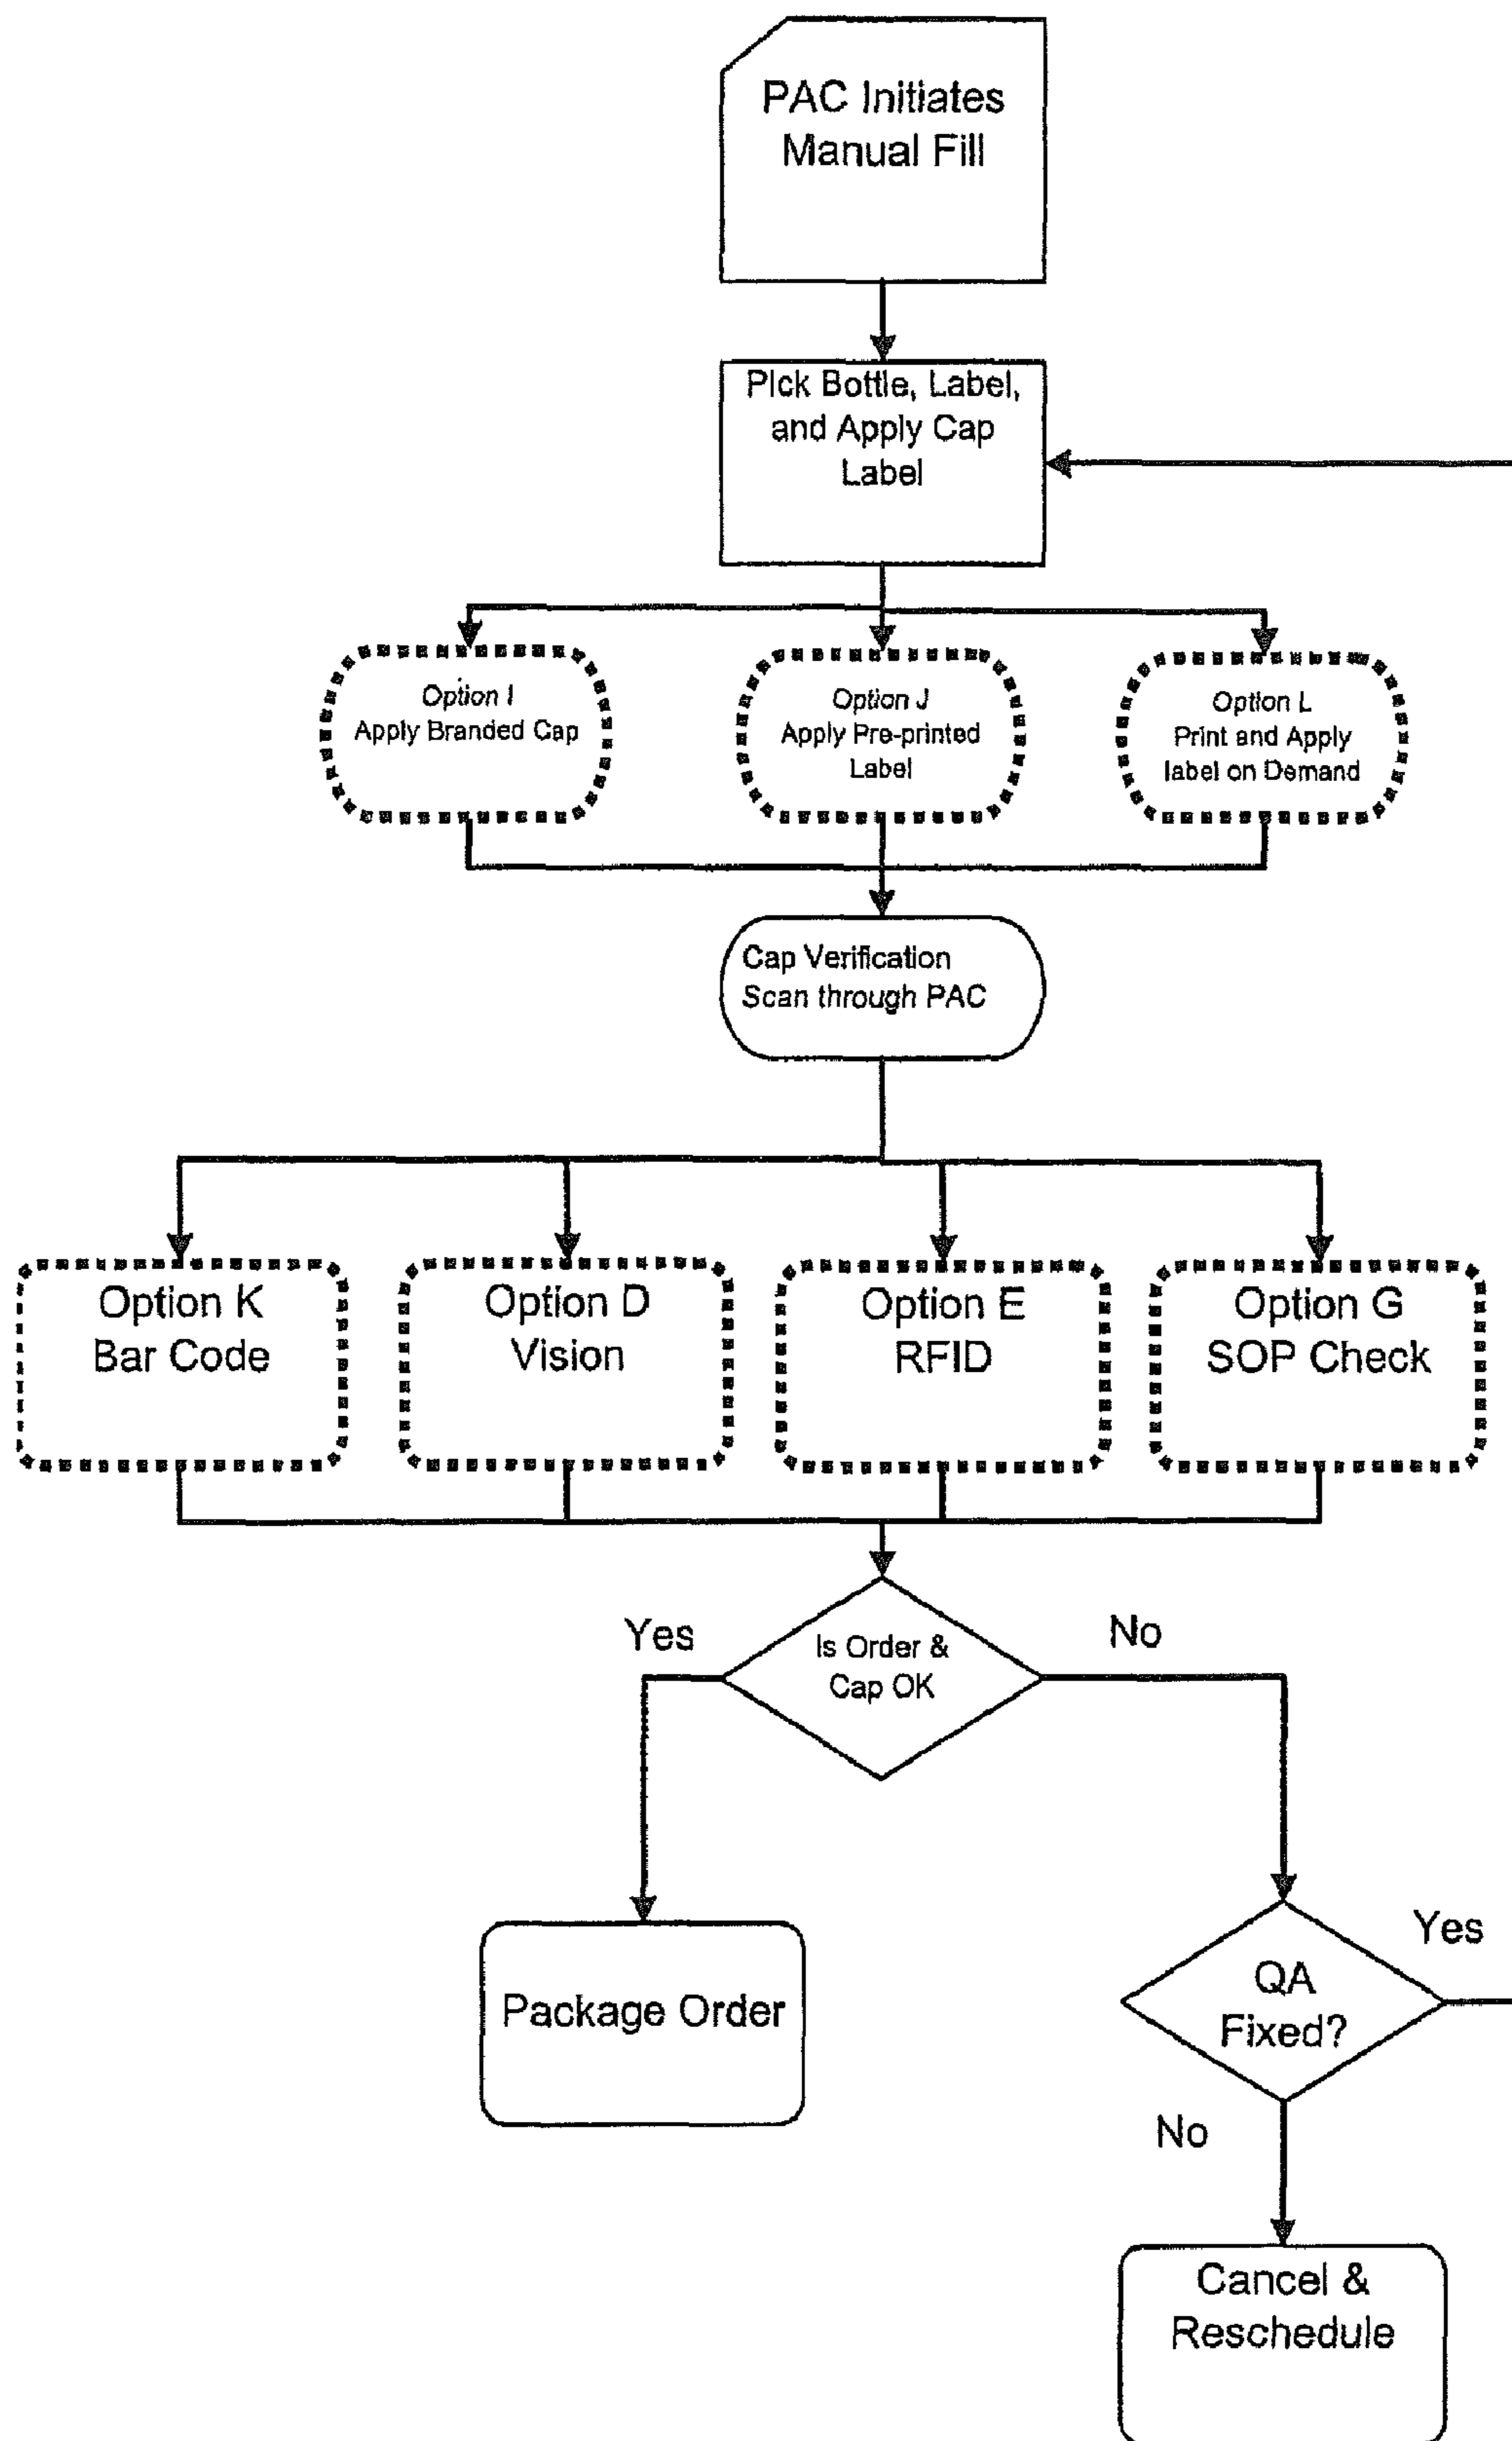 PAC Initiates
Manual Fill
Pick Bottle, Label,
and Apply Cap
Label
Option I
Apply Branded Cap
Option J
Apply Pre-printed
Label
Option L
Print and Apply
label on Demand
Cap Verification
Scan through PAC
Option K
Bar Code
Option D
Vision
Option E
RFID
Option G
SOP Check
Yes
Is Order &
Cap OK
No
Package Order
QA
Fixed?
Yes
No
Cancel &
Reschedule